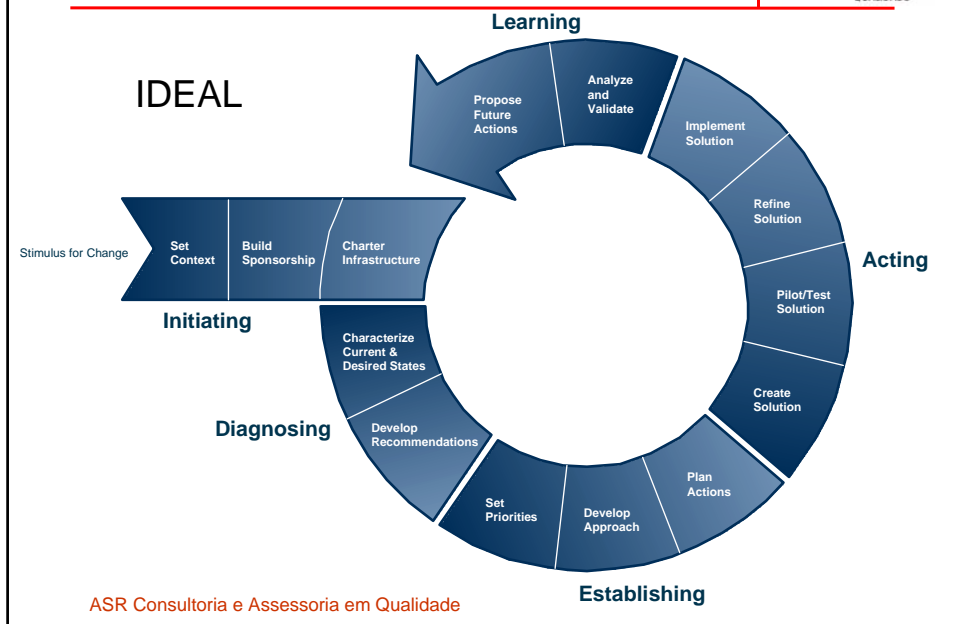 IDEAL
Learning
Stimulus for Change
Set
Context
Build
Sponsorship
Charter
Infrastructure
Initiating
Characterize
Current &
Desired States
Develop
Recommendations
Diagnosing
Set
Priorities
Develop
Approach
Plan
Actions
Establishing
Create
Solution
Pilot/Test
Solution
Refine
Solution
Implement
Solution
Acting
Analyze
and
Validate
Propose
Future
Actions
ASR Consultoria e Assessoria em Qualidade